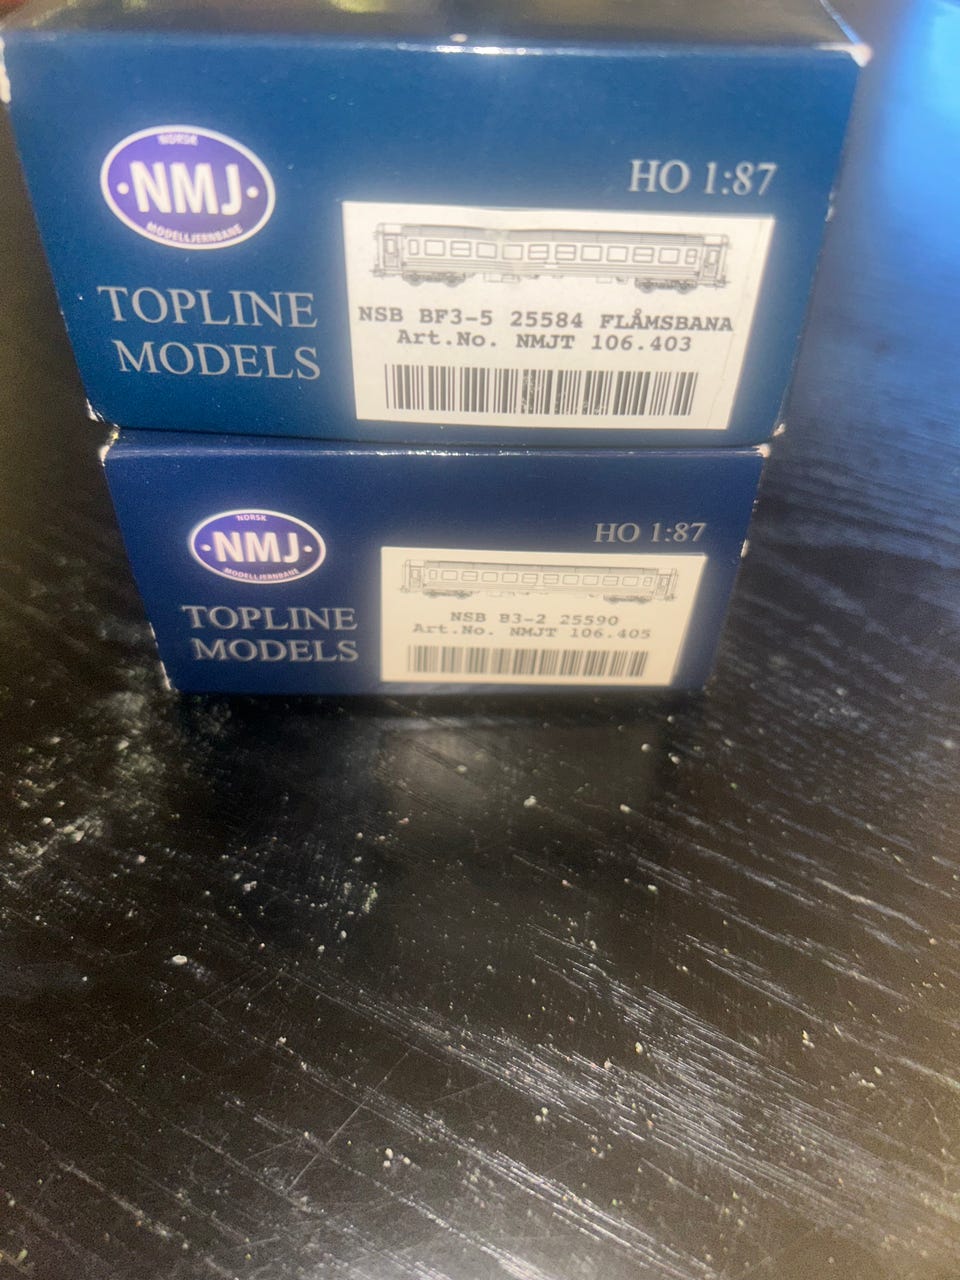 NORSK
NMJ
MODELLJERNBANE
HO 1:87
TOPLINE
MODELS
NSB BF3-5 25584 FLÅMSBANA
Art.No. NMJT 106.403
NORSK
NMJ
MODELLJERNBANE
HO 1:87
TOPLINE
MODELS
NSB B3-2 25590
Art.No. NMJT 106.405